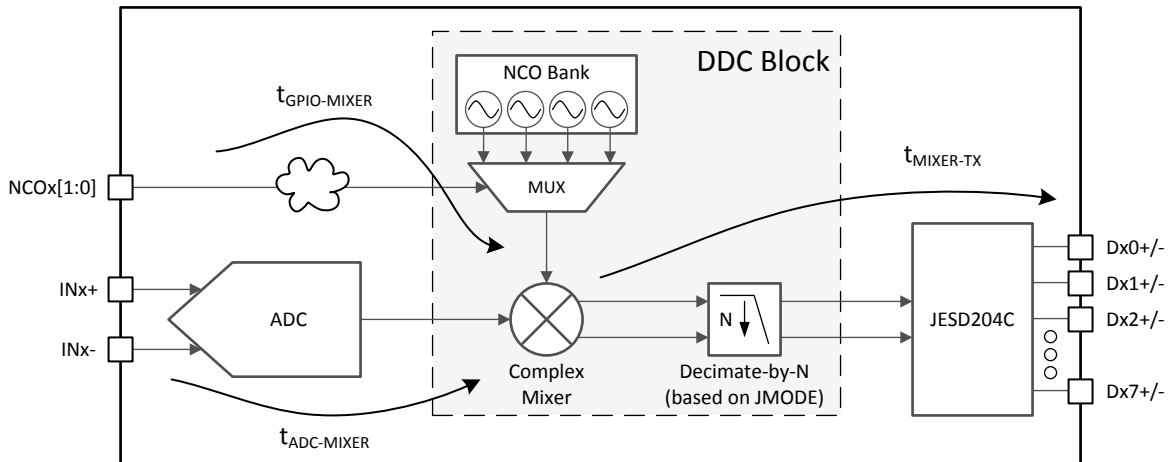 NCO Bank
DDC Block
tGPIO-MIXER
tMIXER-TX
NCOx[1:0]
MUX
Dx0+/-
INx+
Dx1+/-
ADC
N
JESD204C
Dx2+/-
INx-
Complex
Mixer
Decimate-by-N
(based on JMODE)
Dx7+/-
tADC-MIXER